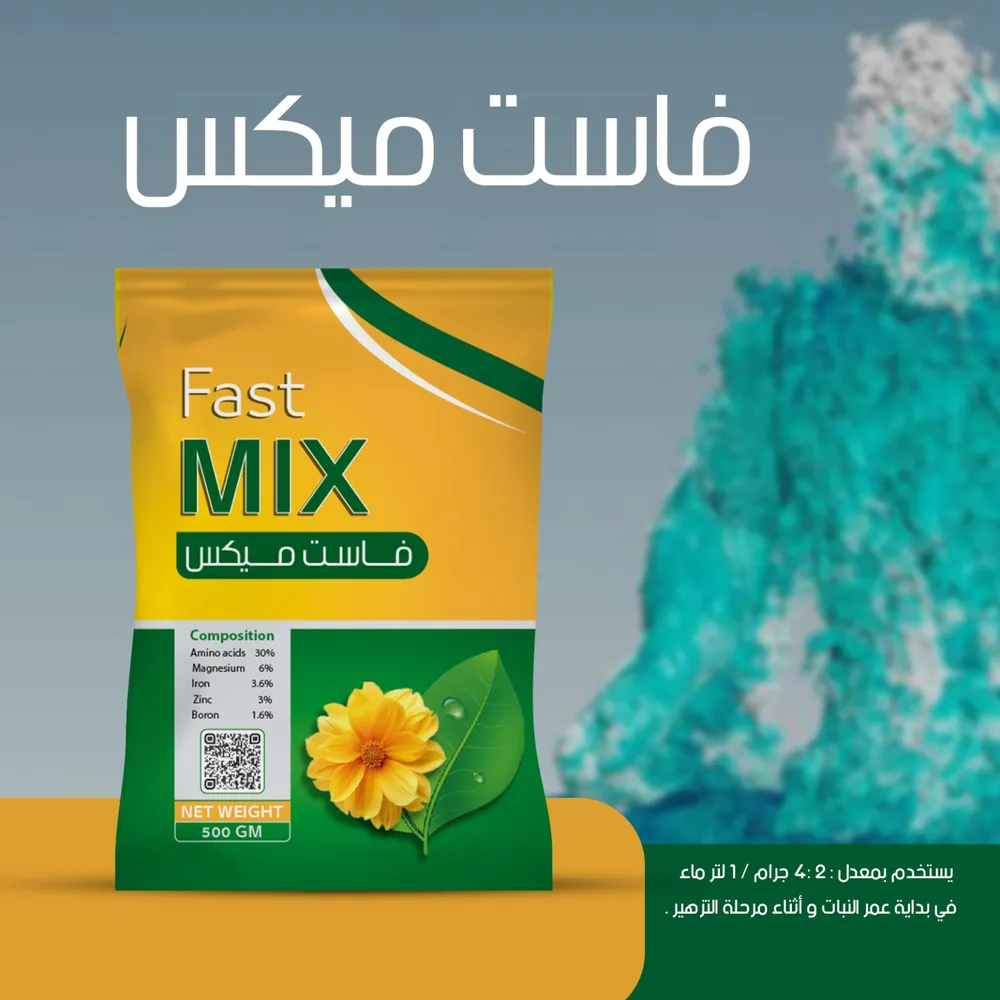 فاست ميكس
Fast
MIX
فاست ميكس
Composition
Amino acids 30%
Magnesium 6%
Iron 3.6%
Zinc 3%
Boron 1.6%
NET WEIGHT
500 GM
يستخدم بمعدل : 2 :4 جرام / 1 لتر ماء
في بداية عمر النبات و أثناء مرحلة التزهير .